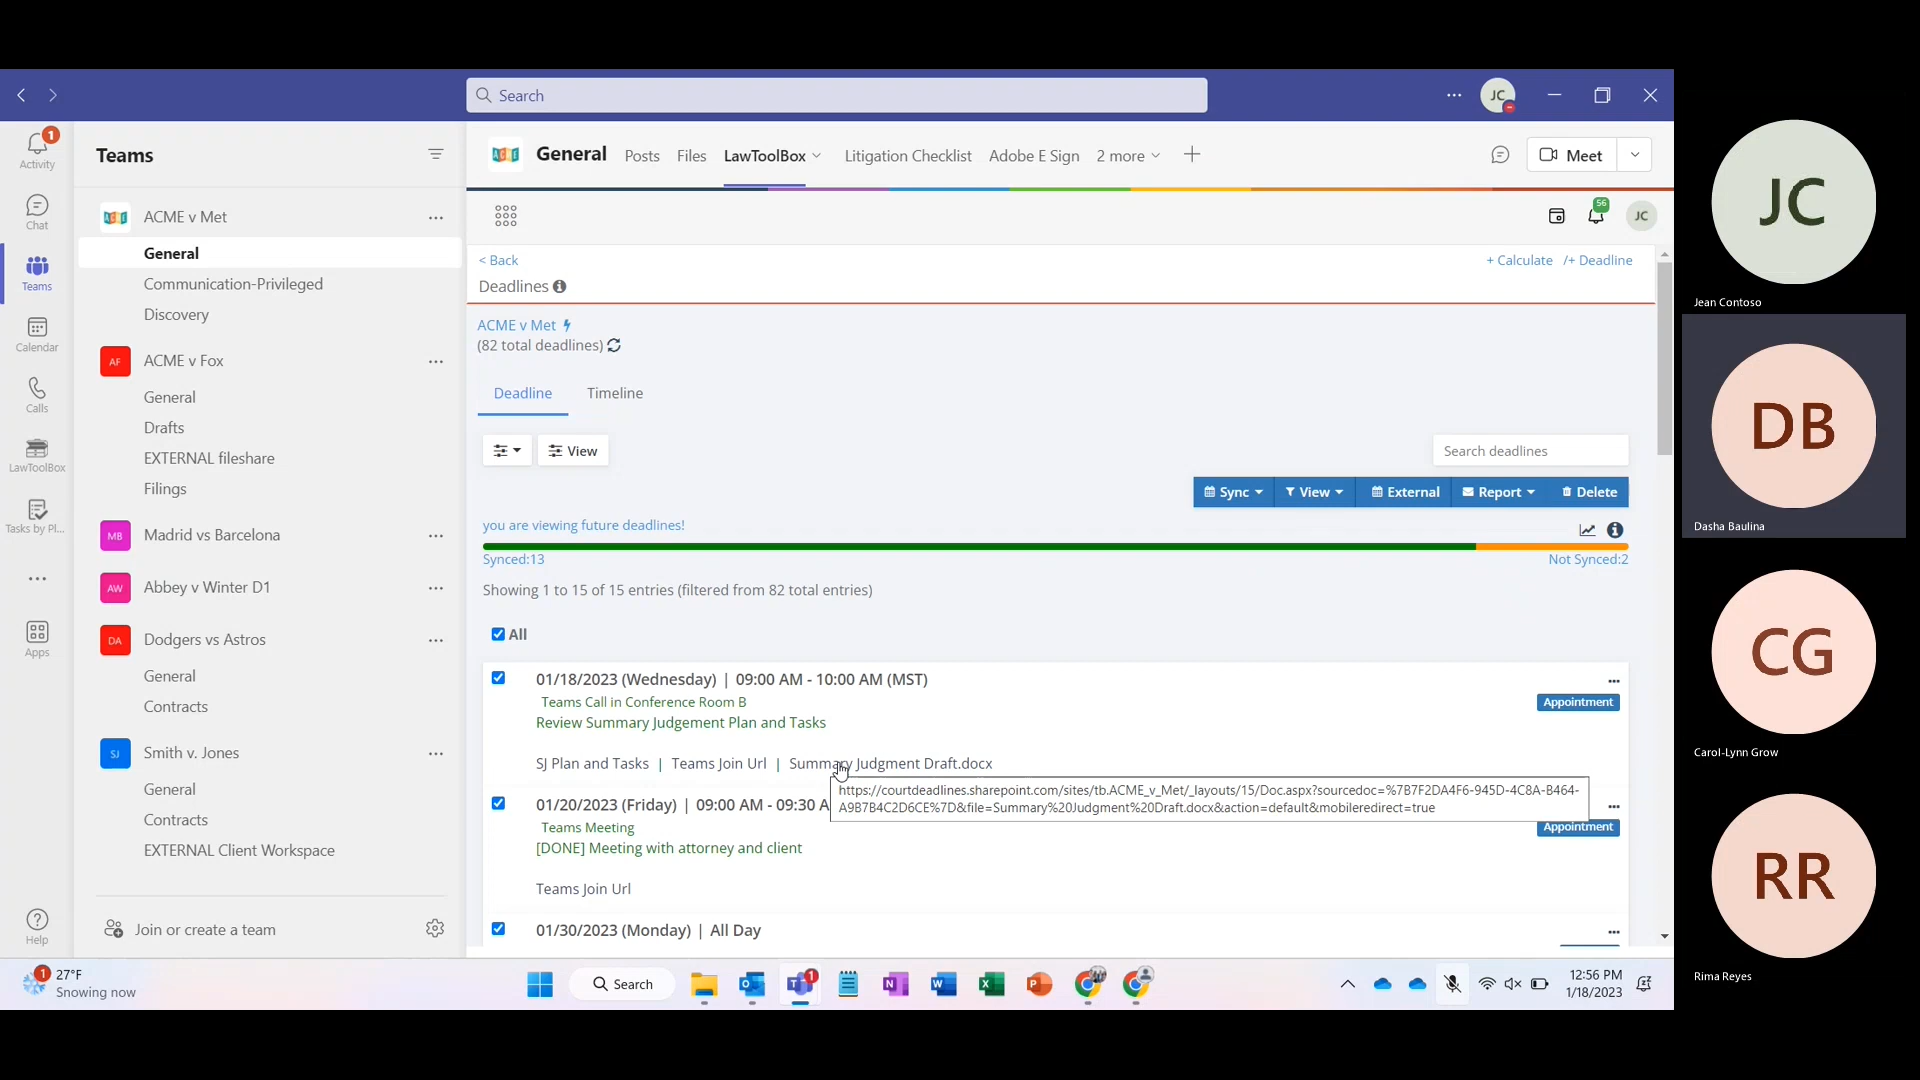 Search
JC
1
Activity
Chat
Teams
Calendar
Calls
LawToolBox
Tasks by Pl...
Apps
Help
Teams
ACME v Met
General
Communication-Privileged
Discovery
AF ACME v Fox
General
Drafts
EXTERNAL fileshare
Filings
MB Madrid vs Barcelona
AW Abbey v Winter D1
DA Dodgers vs Astros
General
Contracts
SJ Smith v. Jones
General
Contracts
EXTERNAL Client Workspace
Join or create a team
ACME General Posts Files LawToolBox Litigation Checklist Adobe E Sign 2 more Meet
56
JC
< Back + Calculate /+ Deadline
Deadlines
ACME v Met
(82 total deadlines)
Deadline Timeline
View Search deadlines
Sync View External Report Delete
you are viewing future deadlines!
Synced:13 Not Synced:2
Showing 1 to 15 of 15 entries (filtered from 82 total entries)
All
01/18/2023 (Wednesday) | 09:00 AM - 10:00 AM (MST)
Teams Call in Conference Room B Appointment
Review Summary Judgement Plan and Tasks
SJ Plan and Tasks | Teams Join Url | Summary Judgment Draft.docx
https://courtdeadlines.sharepoint.com/sites/tb.ACME_v_Met/_layouts/15/Doc.aspx?sourcedoc=%7B7F2DA4F6-945D-4C8A-B464-
A9B7B4C2D6CE%7D&file=Summary%20Judgment%20Draft.docx&action=default&mobileredirect=true
01/20/2023 (Friday) | 09:00 AM - 09:30 A
Teams Meeting Appointment
[DONE] Meeting with attorney and client
Teams Join Url
01/30/2023 (Monday) | All Day
JC
Jean Contoso
DB
Dasha Baulina
CG
Carol-Lynn Grow
RR
Rima Reyes
1
27°F
Snowing now
Search
1
12:56 PM
1/18/2023